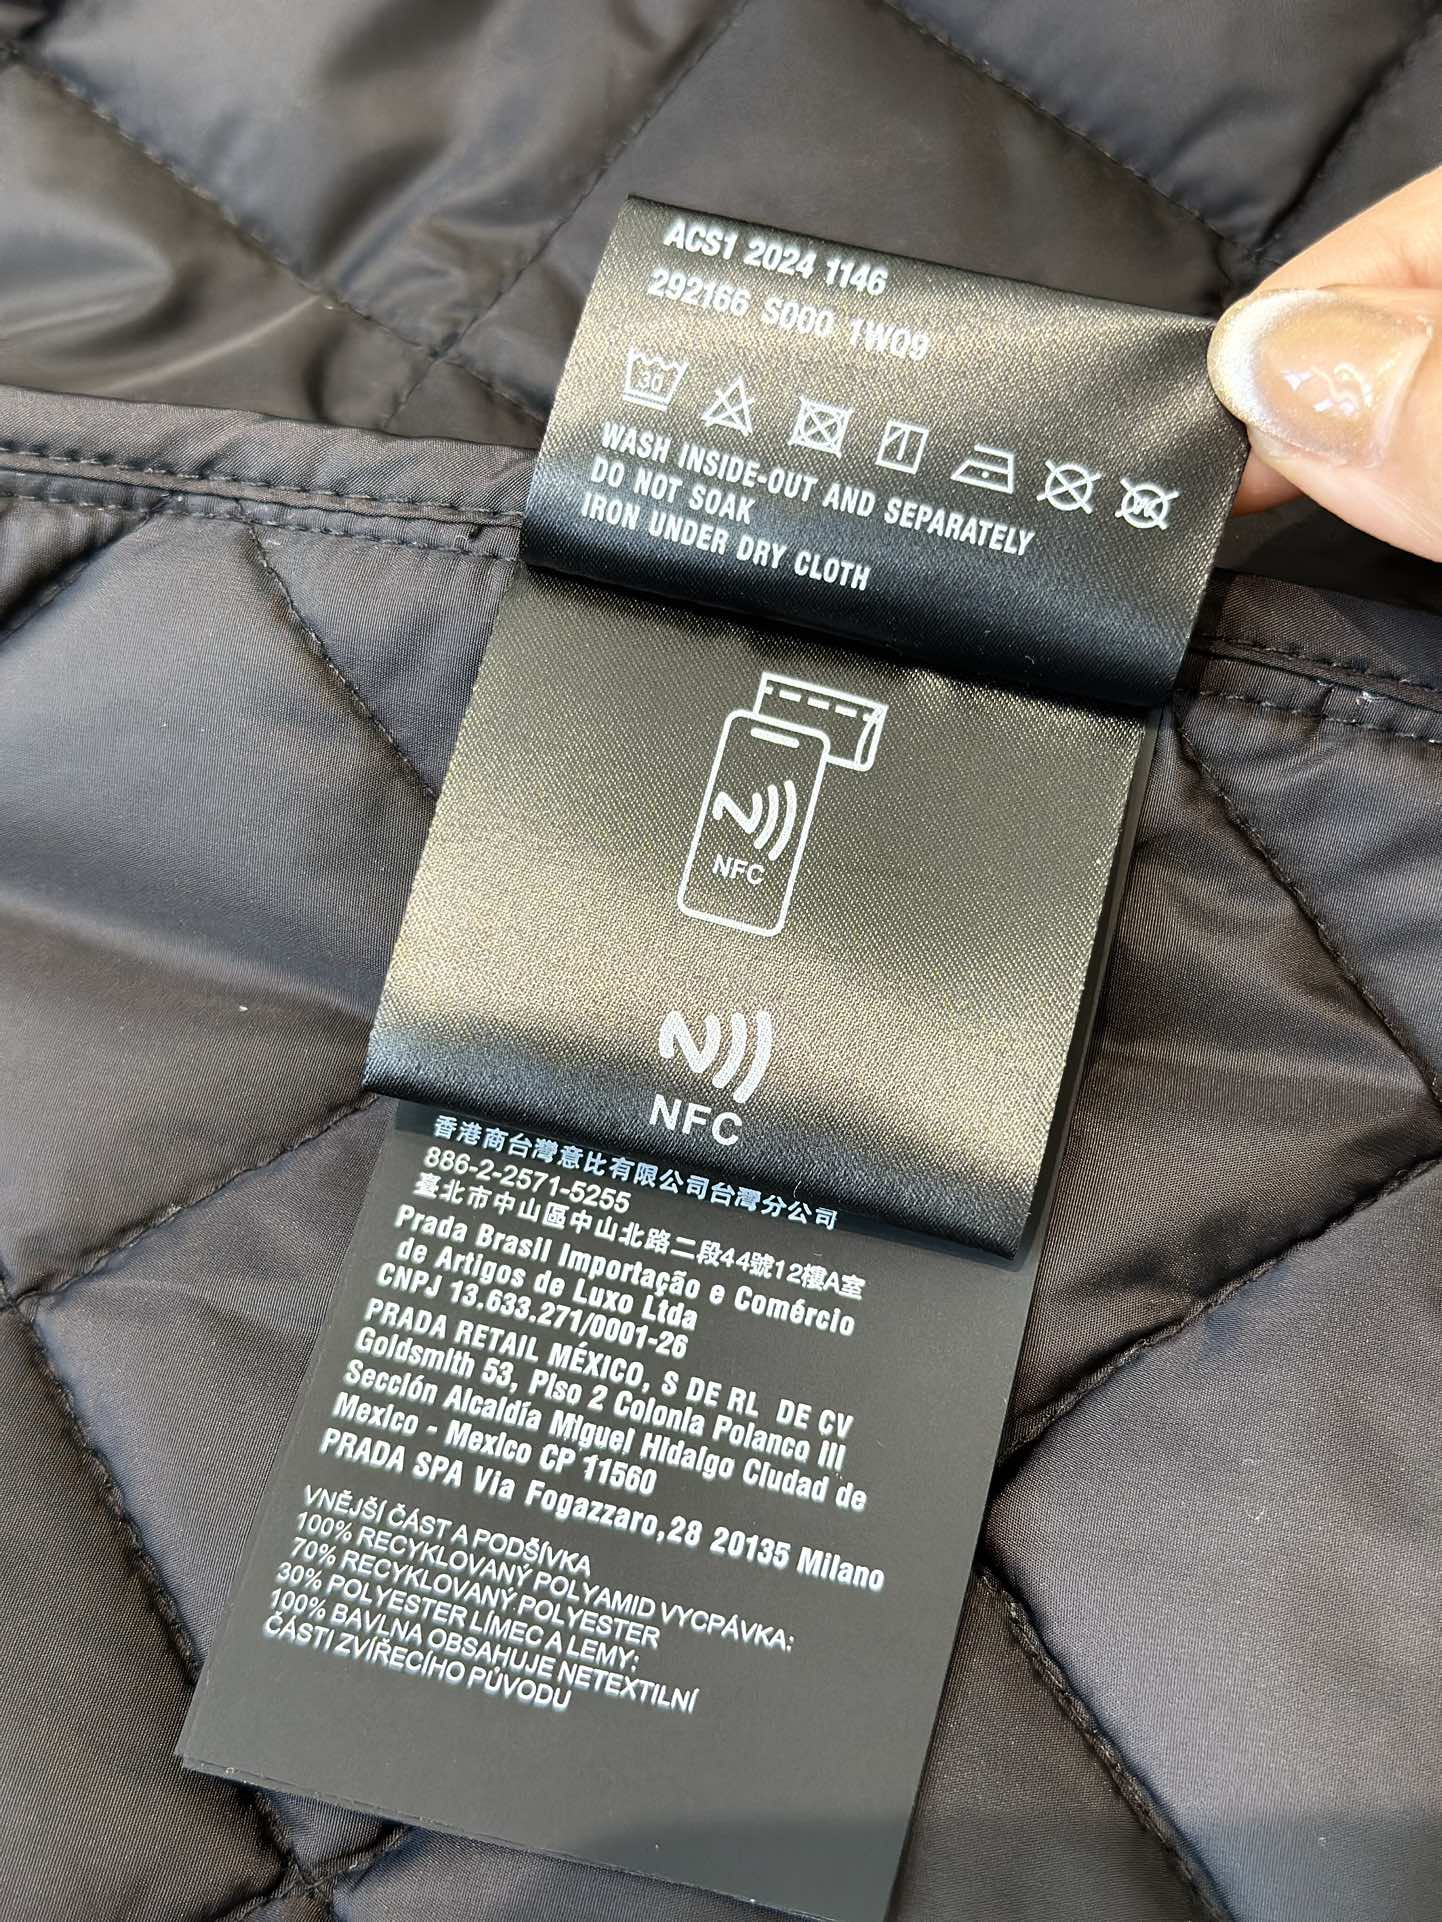 ACS1 2024 1146
292166 S000 1WQ9
30
WASH INSIDE-OUT AND SEPARATELY
DO NOT SOAK
IRON UNDER DRY CLOTH
NFC
NFC
香港商台灣意比有限公司台灣分公司
886-2-2571-5255
臺北市中山區中山北路二段44號12樓A室
Prada Brasil Importação e Comércio
de Artigos de Luxo Ltda
CNPJ 13.633.271/0001-26
PRADA RETAIL MÉXICO, S DE RL DE CV
Goldsmith 53, Piso 2 Colonia Polanco III
Sección Alcaldía Miguel Hidalgo Ciudad de
Mexico - Mexico CP 11560
PRADA SPA Via Fogazzaro,28 20135 Milano
VNĚJŠÍ ČÁST A PODŠÍVKA
100% RECYKLOVANÝ POLYAMID VYCPÁVKA:
70% RECYKLOVANÝ POLYESTER
30% POLYESTER LÍMEC A LEMY:
100% BAVLNA OBSAHUJE NETEXTILNÍ
ČÁSTI ZVÍŘECÍHO PŮVODU